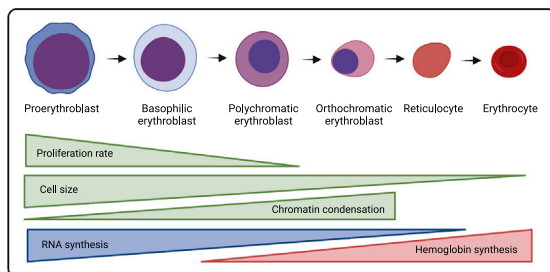 Proerythroblast
Basophilic
erythroblast
Polychromatic
erythroblast
Orthochromatic
erythroblast
Reticulocyte
Erythrocyte
Proliferation rate
Cell size
Chromatin condensation
RNA synthesis
Hemoglobin synthesis